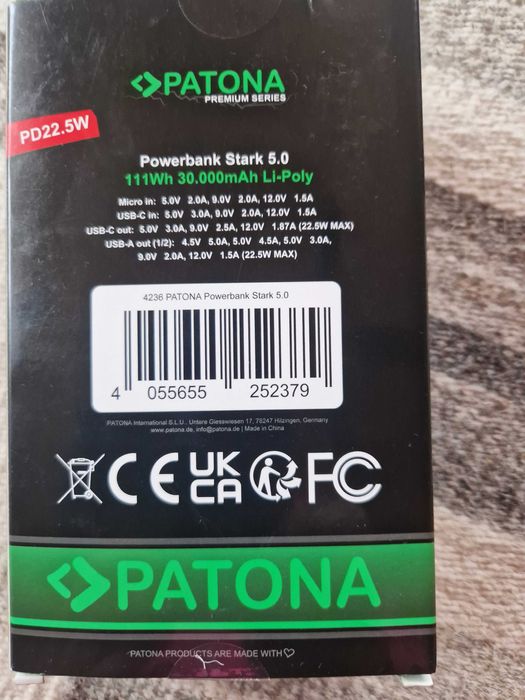 PATONA
PREMIUM SERIES
PD22.5W
Powerbank Stark 5.0
111Wh 30.000mAh Li-Poly
Micro in: 5.0V 2.0A, 9.0V 2.0A, 12.0V 1.5A
USB-C in: 5.0V 3.0A, 9.0V 2.0A, 12.0V 1.5A
USB-C out: 5.0V 3.0A, 9.0V 2.5A, 12.0V 1.87A (22.5W MAX)
USB-A out (1/2): 4.5V 5.0A, 5.0V 4.5A, 5.0V 3.0A,
9.0V 2.0A, 12.0V 1.5A (22.5W MAX)
4236 PATONA Powerbank Stark 5.0
4 055655 252379
PATONA International S.L.U., Untere Giesswiesen 17, 78247 Hilzingen, Germany
www.patona.de, info@patona.de | Made in China
CE UK CA FC
PATONA
PATONA PRODUCTS ARE MADE WITH ♡